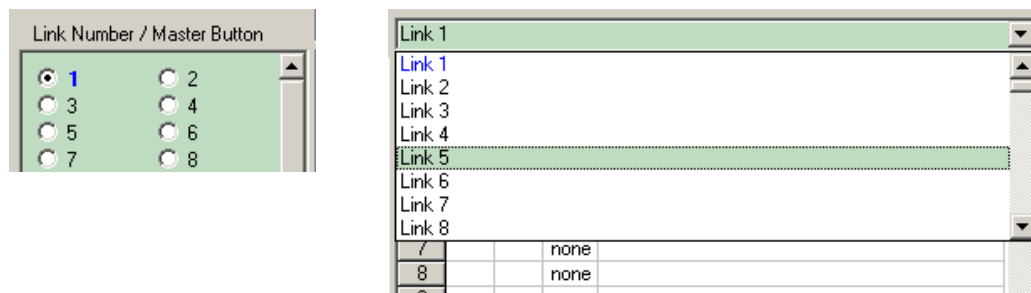 Link Number / Master Button
1 2
3 4
5 6
7 8
Link 1
Link 1
Link 2
Link 3
Link 4
Link 5
Link 6
Link 7
Link 8
7 none
8 none